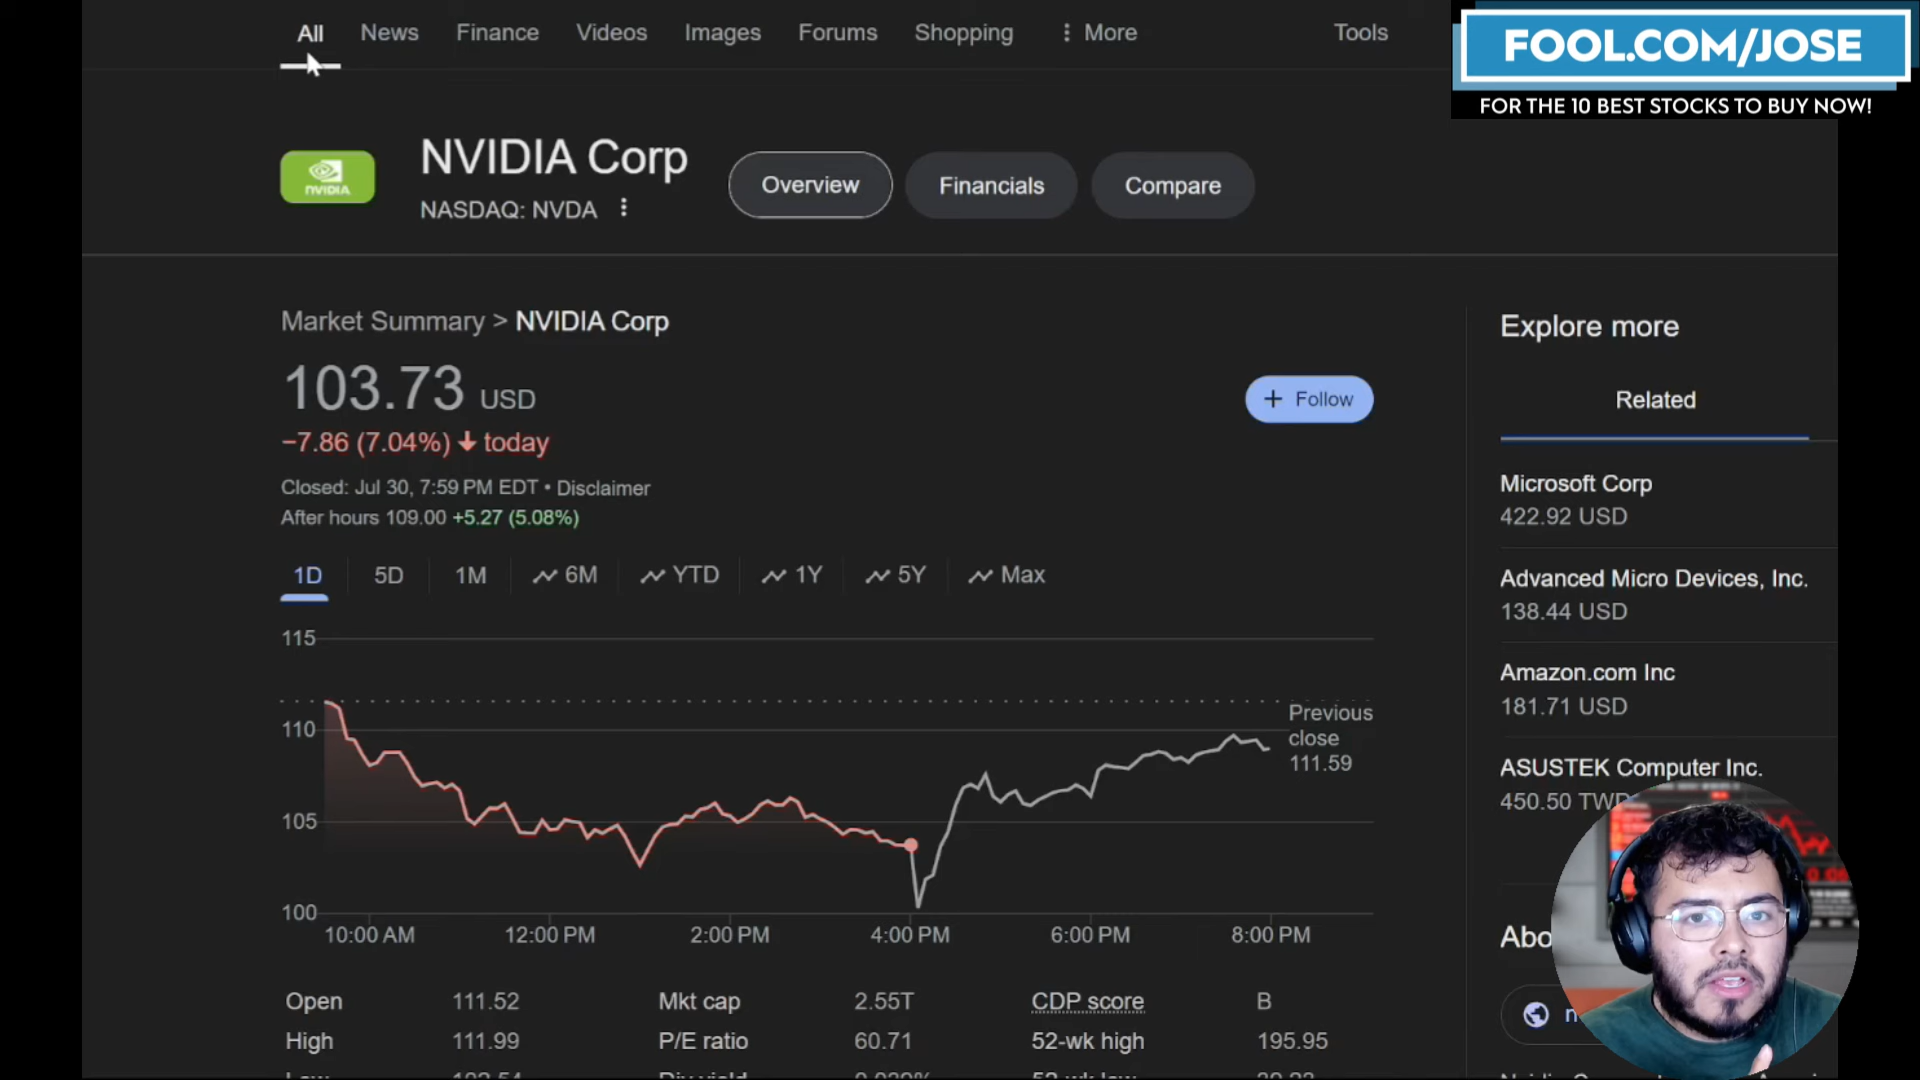 All News Finance Videos Images Forums Shopping More Tools
FOOL.COM/JOSE
FOR THE 10 BEST STOCKS TO BUY NOW!
NVIDIA
NVIDIA Corp
NASDAQ: NVDA
Overview Financials Compare
Market Summary > NVIDIA Corp
103.73 USD
−7.86 (7.04%) today
Closed: Jul 30, 7:59 PM EDT • Disclaimer
After hours 109.00 +5.27 (5.08%)
+ Follow
1D 5D 1M 6M YTD 1Y 5Y Max
115
110
105
100
Previous
close
111.59
10:00 AM 12:00 PM 2:00 PM 4:00 PM 6:00 PM 8:00 PM
Open 111.52 Mkt cap 2.55T CDP score B
High 111.99 P/E ratio 60.71 52-wk high 195.95
Explore more
Related
Microsoft Corp
422.92 USD
Advanced Micro Devices, Inc.
138.44 USD
Amazon.com Inc
181.71 USD
ASUSTEK Computer Inc.
450.50 TWD